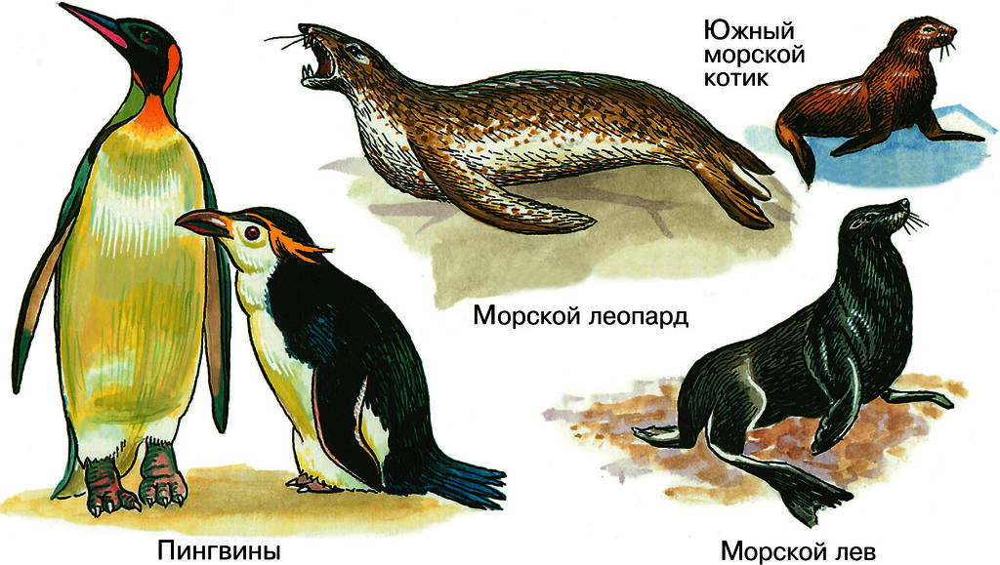 Южный
морской
котик
Морской леопард
Пингвины
Морской лев